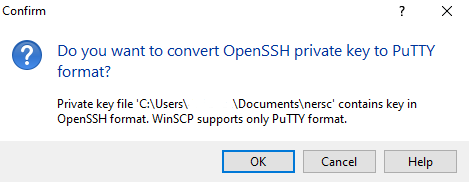 Confirm
Do you want to convert OpenSSH private key to PuTTY
format?
Private key file 'C:\Users\ \Documents\nersc' contains key in
OpenSSH format. WinSCP supports only PuTTY format.
OK Cancel Help